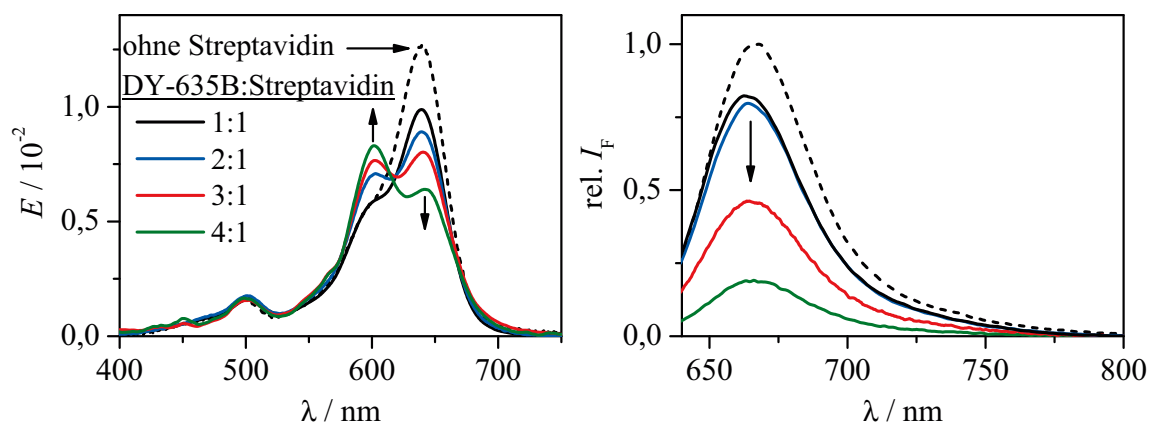 ohne Streptavidin
DY-635B:Streptavidin
1:1
2:1
3:1
4:1
E / 10⁻²
1,0
0,5
0,0
400 500 600 700
λ / nm
rel. I_F
1,0
0,5
0,0
650 700 750 800
λ / nm